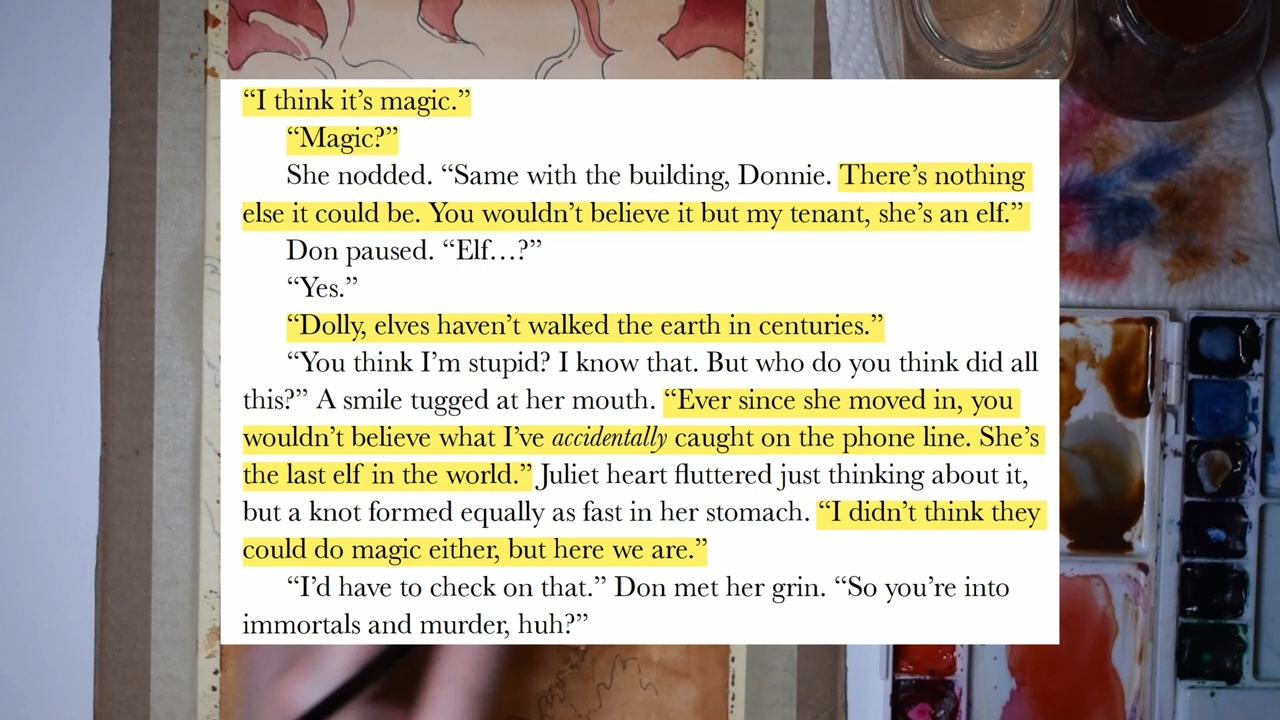 “I think it’s magic.”
“Magic?”
She nodded. “Same with the building, Donnie. There’s nothing
else it could be. You wouldn’t believe it but my tenant, she’s an elf.”
Don paused. “Elf…?”
“Yes.”
“Dolly, elves haven’t walked the earth in centuries.”
“You think I’m stupid? I know that. But who do you think did all
this?” A smile tugged at her mouth. “Ever since she moved in, you
wouldn’t believe what I’ve accidentally caught on the phone line. She’s
the last elf in the world.” Juliet heart fluttered just thinking about it,
but a knot formed equally as fast in her stomach. “I didn’t think they
could do magic either, but here we are.”
“I’d have to check on that.” Don met her grin. “So you’re into
immortals and murder, huh?”